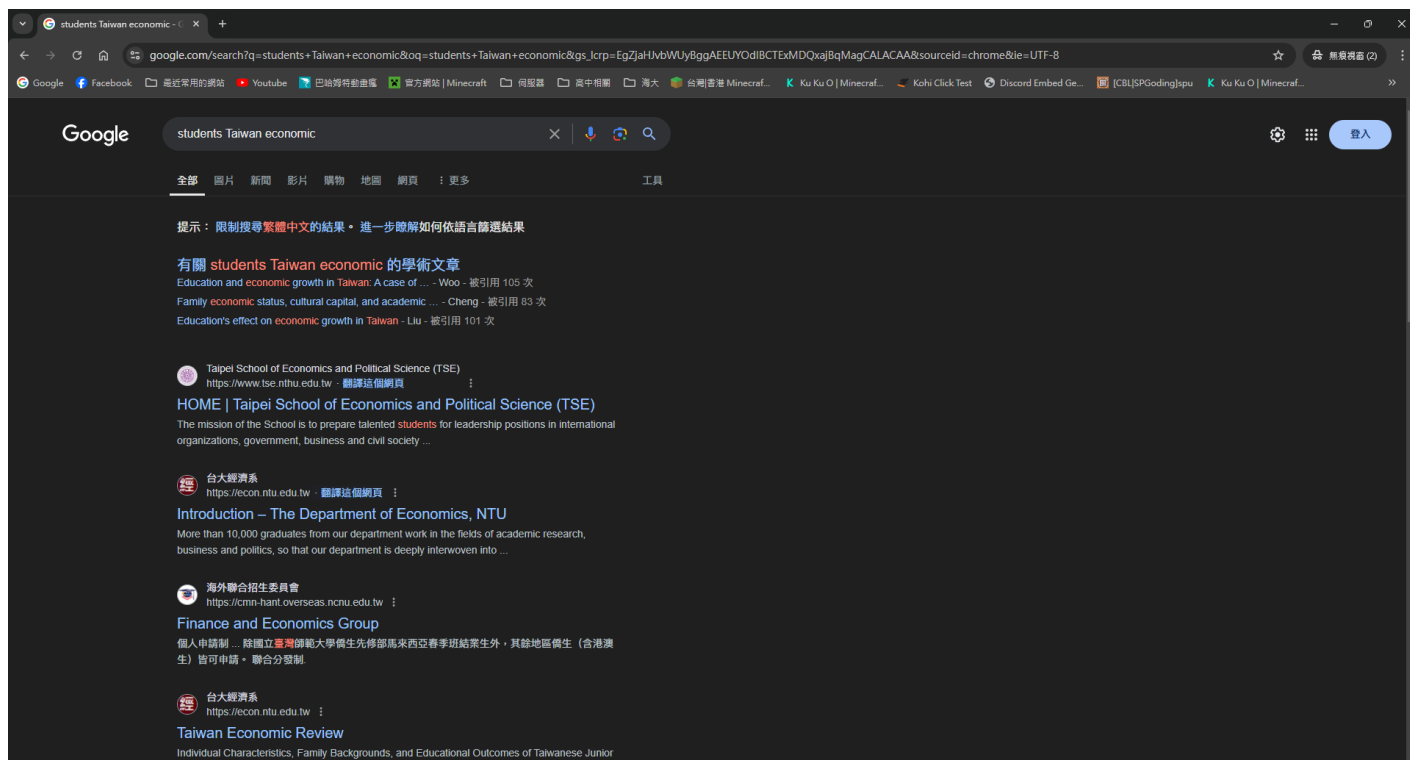 students Taiwan economic - G
google.com/search?q=students+Taiwan+economic&oq=students+Taiwan+economic&gs_lcrp=EgZjaHJvbWUyBggAEEUYOdIBCTExMDQxajBqMagCALACAA&sourceid=chrome&ie=UTF-8
無痕視窗 (2)
Google Facebook 最近常用的網站 Youtube 巴哈姆特動畫瘋 官方網站 | Minecraft 伺服器 高中相關 海大 台灣|香港 Minecraf... Ku Ku O | Minecraf... Kohi Click Test Discord Embed Ge... [CBL|SPGoding]spu Ku Ku O | Minecraf...
Google
students Taiwan economic
登入
全部 圖片 新聞 影片 購物 地圖 網頁 更多 工具
提示： 限制搜尋繁體中文的結果。 進一步瞭解如何依語言篩選結果
有關 students Taiwan economic 的學術文章
Education and economic growth in Taiwan: A case of … - Woo - 被引用 105 次
Family economic status, cultural capital, and academic … - Cheng - 被引用 83 次
Education's effect on economic growth in Taiwan - Liu - 被引用 101 次
Taipei School of Economics and Political Science (TSE)
https://www.tse.nthu.edu.tw · 翻譯這個網頁
HOME | Taipei School of Economics and Political Science (TSE)
The mission of the School is to prepare talented students for leadership positions in international
organizations, government, business and civil society ...
台大經濟系
https://econ.ntu.edu.tw · 翻譯這個網頁
Introduction – The Department of Economics, NTU
More than 10,000 graduates from our department work in the fields of academic research,
business and politics, so that our department is deeply interwoven into ...
海外聯合招生委員會
https://cmn-hant.overseas.ncnu.edu.tw
Finance and Economics Group
個人申請制 ... 除國立臺灣師範大學僑生先修部馬來西亞春季班結業生外，其餘地區僑生（含港澳
生）皆可申請。 聯合分發制.
台大經濟系
https://econ.ntu.edu.tw
Taiwan Economic Review
Individual Characteristics, Family Backgrounds, and Educational Outcomes of Taiwanese Junior